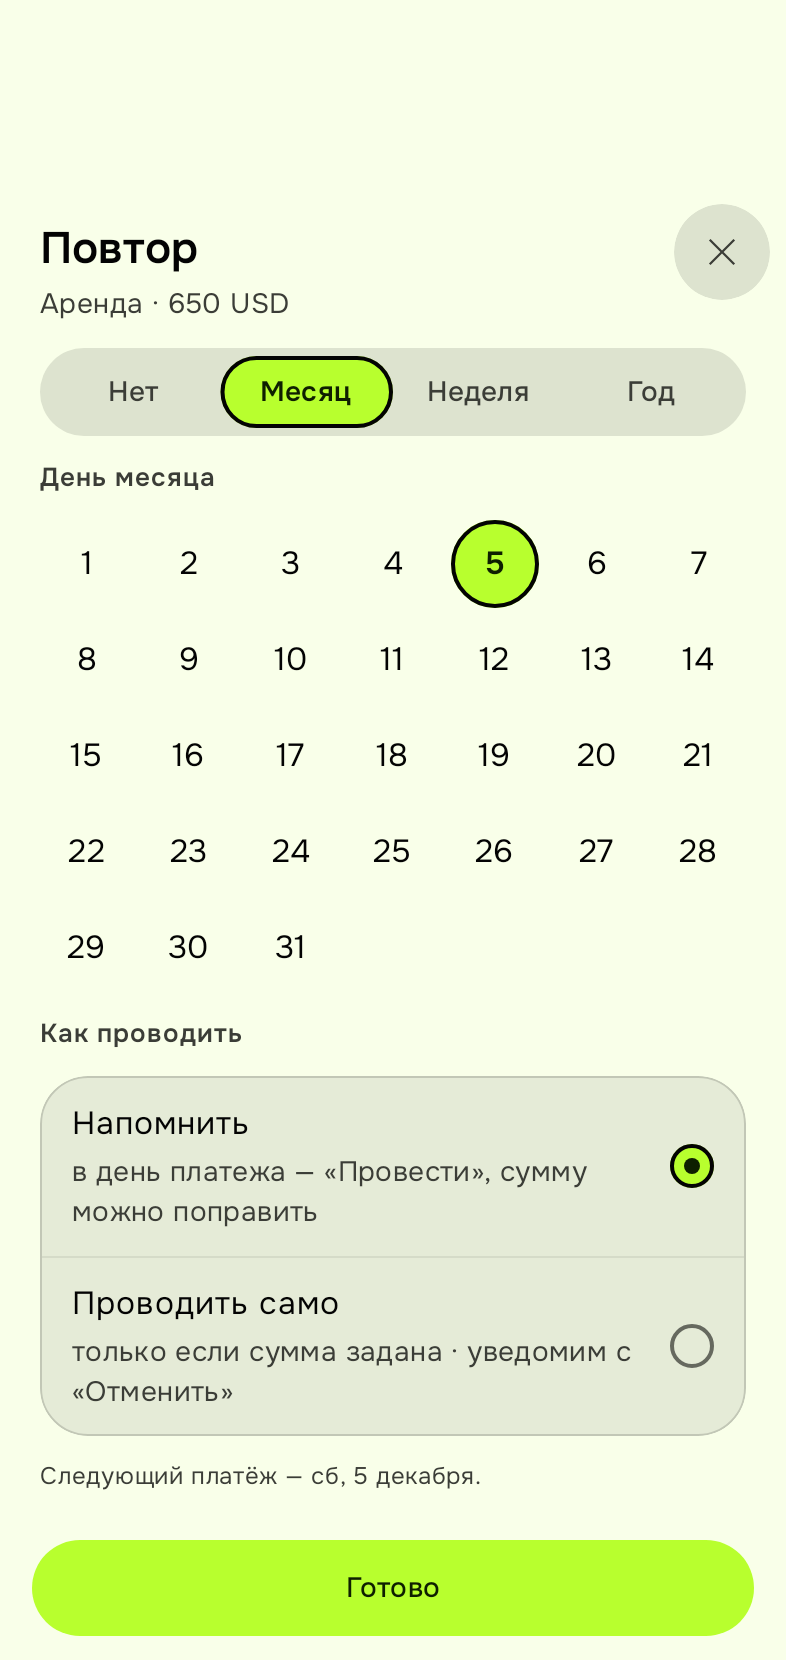 Повтор
Аренда · 650 USD
Нет Месяц Неделя Год
День месяца
1 2 3 4 5 6 7
8 9 10 11 12 13 14
15 16 17 18 19 20 21
22 23 24 25 26 27 28
29 30 31
Как проводить
Напомнить
в день платежа — «Провести», сумму
можно поправить
Проводить само
только если сумма задана · уведомим с
«Отменить»
Следующий платёж — сб, 5 декабря.
Готово